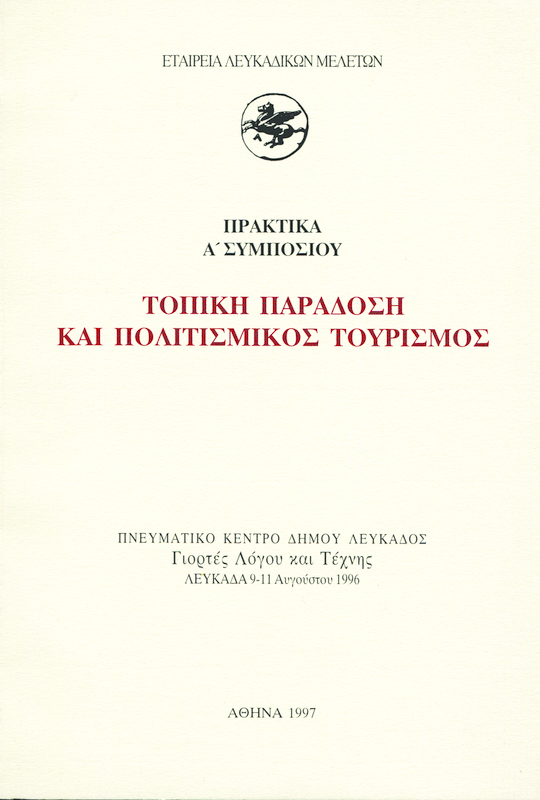 ΕΤΑΙΡΕΙΑ ΛΕΥΚΑΔΙΚΩΝ ΜΕΛΕΤΩΝ
Λ
ΠΡΑΚΤΙΚΑ
Α΄ ΣΥΜΠΟΣΙΟΥ
ΤΟΠΙΚΗ ΠΑΡΑΔΟΣΗ
ΚΑΙ ΠΟΛΙΤΙΣΜΙΚΟΣ ΤΟΥΡΙΣΜΟΣ
ΠΝΕΥΜΑΤΙΚΟ ΚΕΝΤΡΟ ΔΗΜΟΥ ΛΕΥΚΑΔΟΣ
Γιορτές Λόγου και Τέχνης
ΛΕΥΚΑΔΑ 9-11 Αυγούστου 1996
ΑΘΗΝΑ 1997